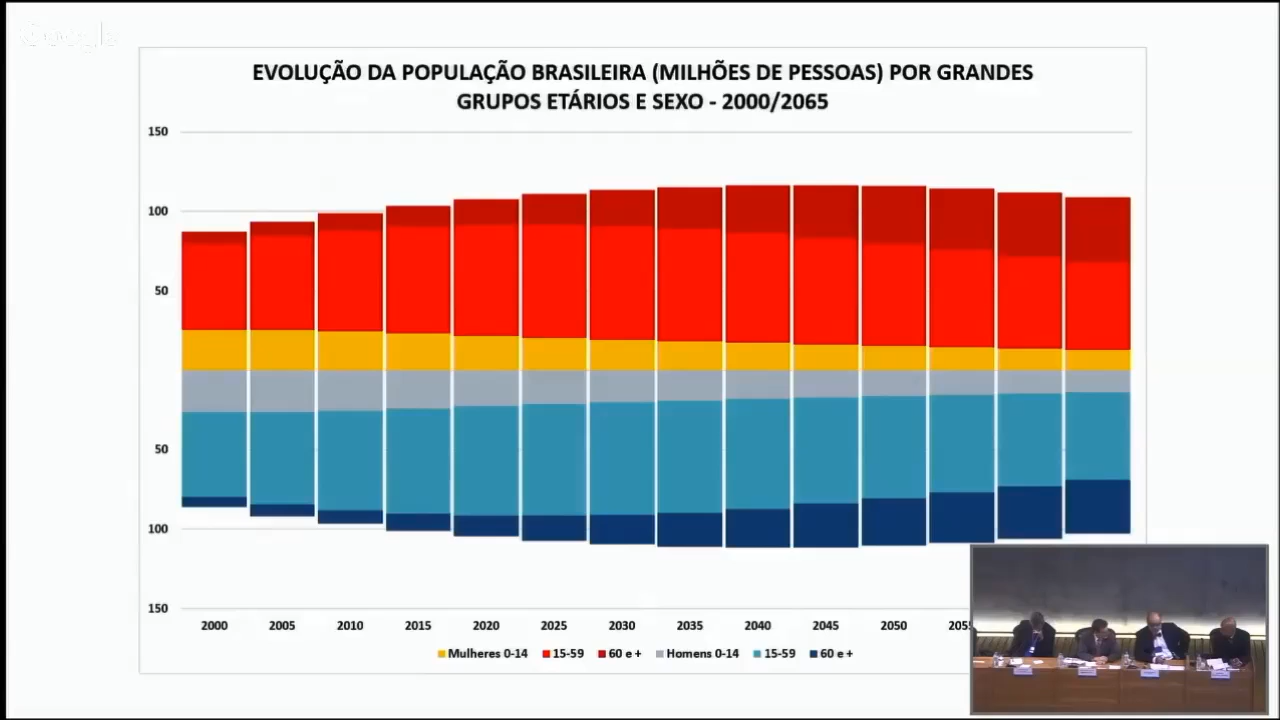 Google
EVOLUÇÃO DA POPULAÇÃO BRASILEIRA (MILHÕES DE PESSOAS) POR GRANDES
GRUPOS ETÁRIOS E SEXO - 2000/2065
150
100
50
50
100
150
2000 2005 2010 2015 2020 2025 2030 2035 2040 2045 2050
Mulheres 0-14 15-59 60 e + Homens 0-14 15-59 60 e +